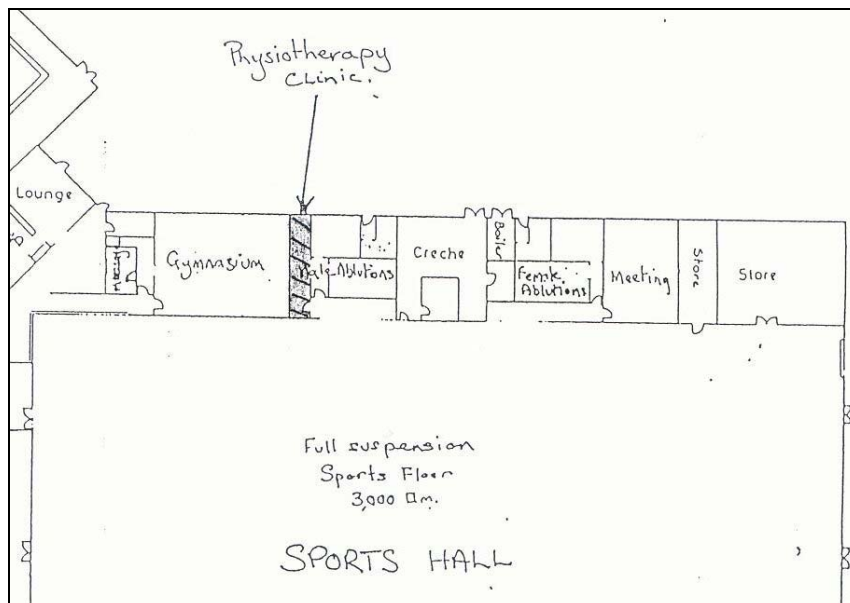 Physiotherapy
Clinic.
Lounge
Gymnasium
Male Ablutions
Creche
Boiler
Female
Ablutions
Meeting
Store
Store
Full suspension
Sports Floor
3,000 □m.
SPORTS HALL